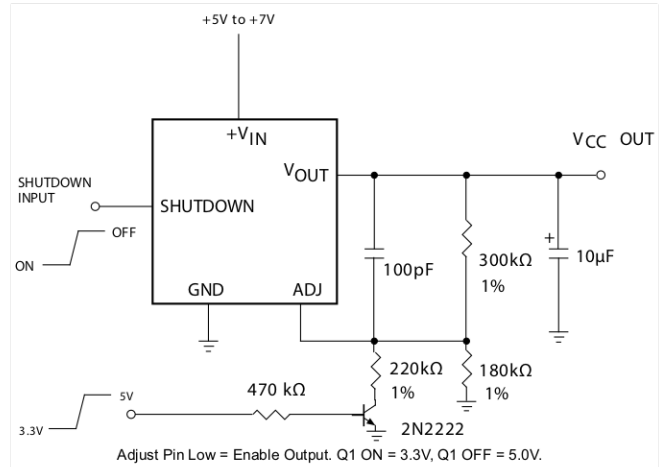 +5V to +7V
+VIN
VCC OUT
VOUT
SHUTDOWN
INPUT
SHUTDOWN
OFF
ON
100pF
300kΩ
1%
+
10µF
GND
ADJ
220kΩ
1%
180kΩ
1%
470 kΩ
5V
3.3V
2N2222
Adjust Pin Low = Enable Output. Q1 ON = 3.3V, Q1 OFF = 5.0V.